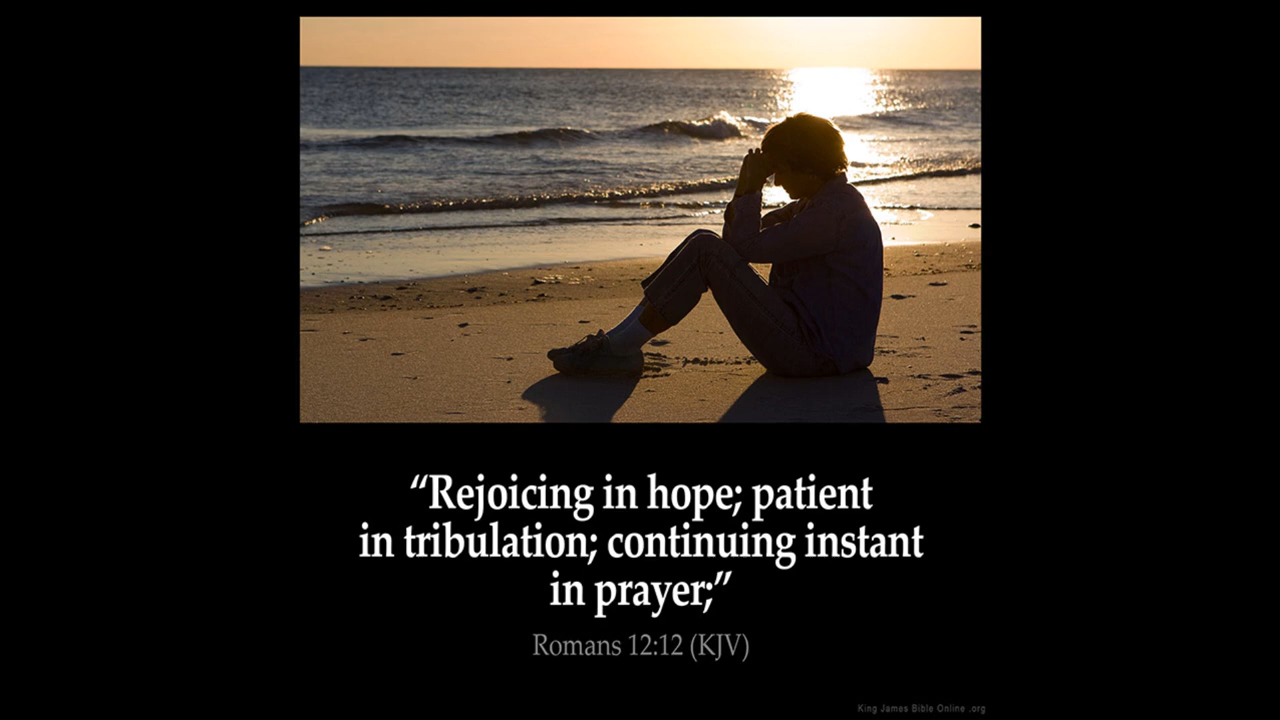 “Rejoicing in hope; patient
in tribulation; continuing instant
in prayer;”
Romans 12:12 (KJV)
King James Bible Online .org